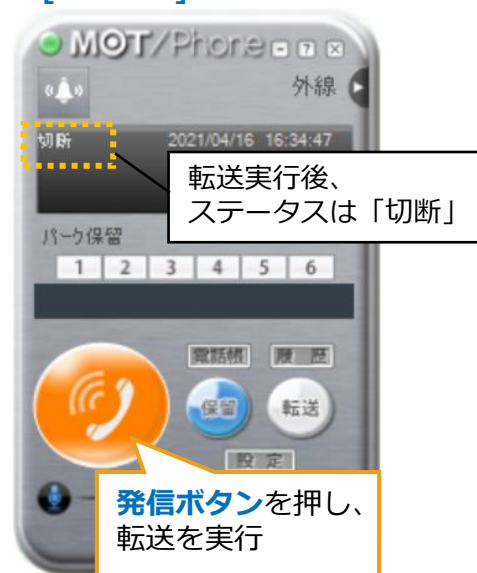 MOT/Phone
外線
切断 2021/04/16 16:34:47
転送実行後、
ステータスは「切断」
パーク保留
1 2 3 4 5 6
電話帳 履 歴
保留 転送
設 定
発信ボタンを押し、
転送を実行